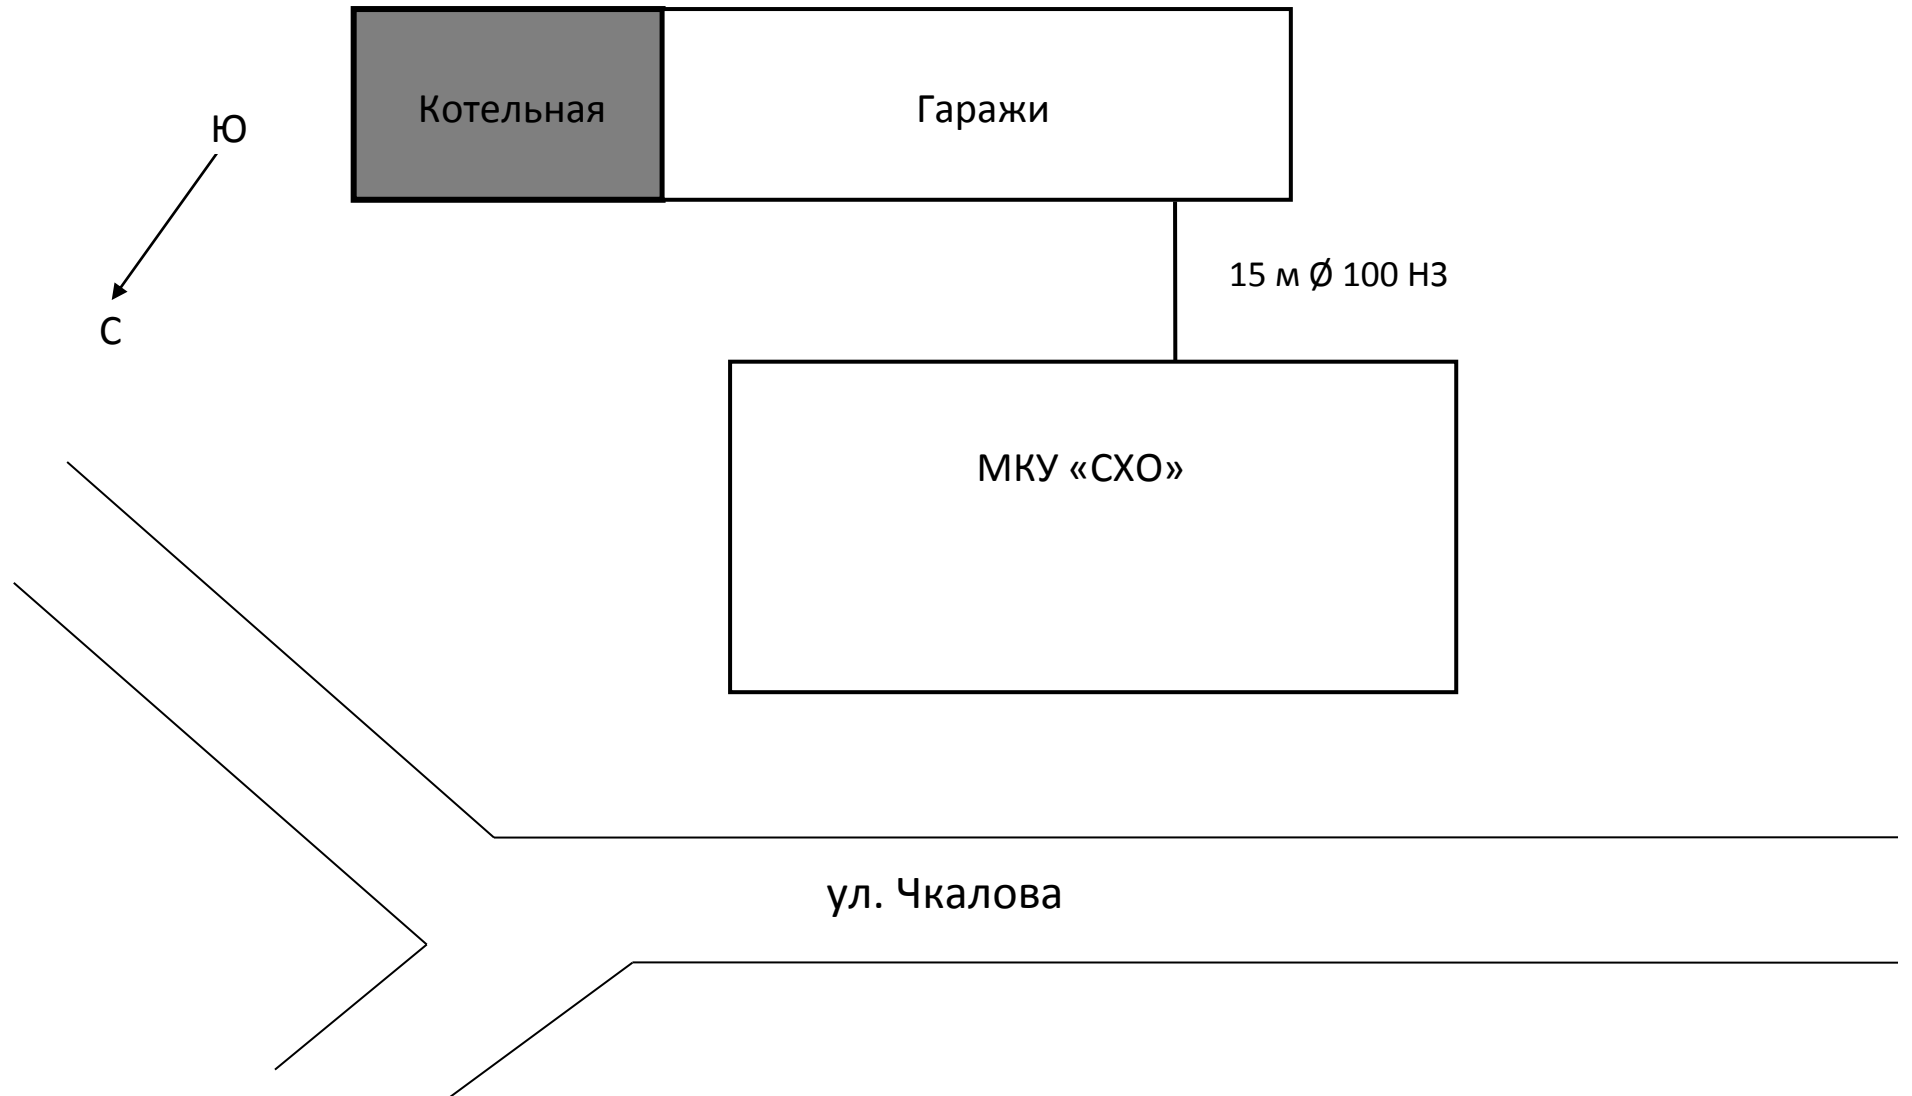 Котельная
Гаражи
Ю
С
15 м Ø 100 НЗ
МКУ «СХО»
ул. Чкалова